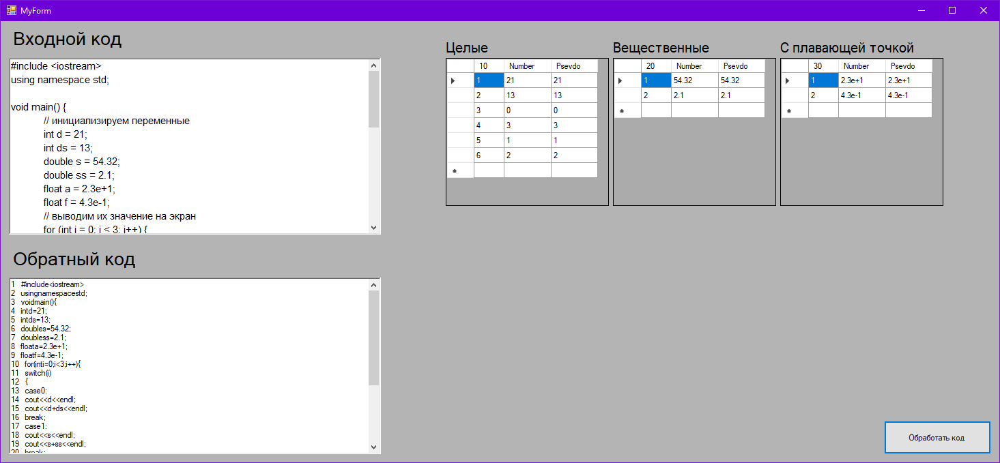 MyForm
Входной код
#include <iostream>
using namespace std;
void main() {
// инициализируем переменные
int d = 21;
int ds = 13;
double s = 54.32;
double ss = 2.1;
float a = 2.3e+1;
float f = 4.3e-1;
// выводим их значение на экран
for (int i = 0; i < 3; i++) {
Обратный код
1 #include<iostream>
2 usingnamespacestd;
3 voidmain(){
4 intd=21;
5 intds=13;
6 doubles=54.32;
7 doubless=2.1;
8 floata=2.3e+1;
9 floatf=4.3e-1;
10 for(inti=0;i<3;i++){
11 switch(i)
12 {
13 case0:
14 cout<<d<<endl;
15 cout<<d+ds<<endl;
16 break;
17 case1:
18 cout<<s<<endl;
19 cout<<s+ss<<endl;
20 break;
Целые
10 Number Psevdo
1 21 21
2 13 13
3 0 0
4 3 3
5 1 1
6 2 2
Вещественные
20 Number Psevdo
1 54.32 54.32
2 2.1 2.1
С плавающей точкой
30 Number Psevdo
1 2.3e+1 2.3e+1
2 4.3e-1 4.3e-1
Обработать код